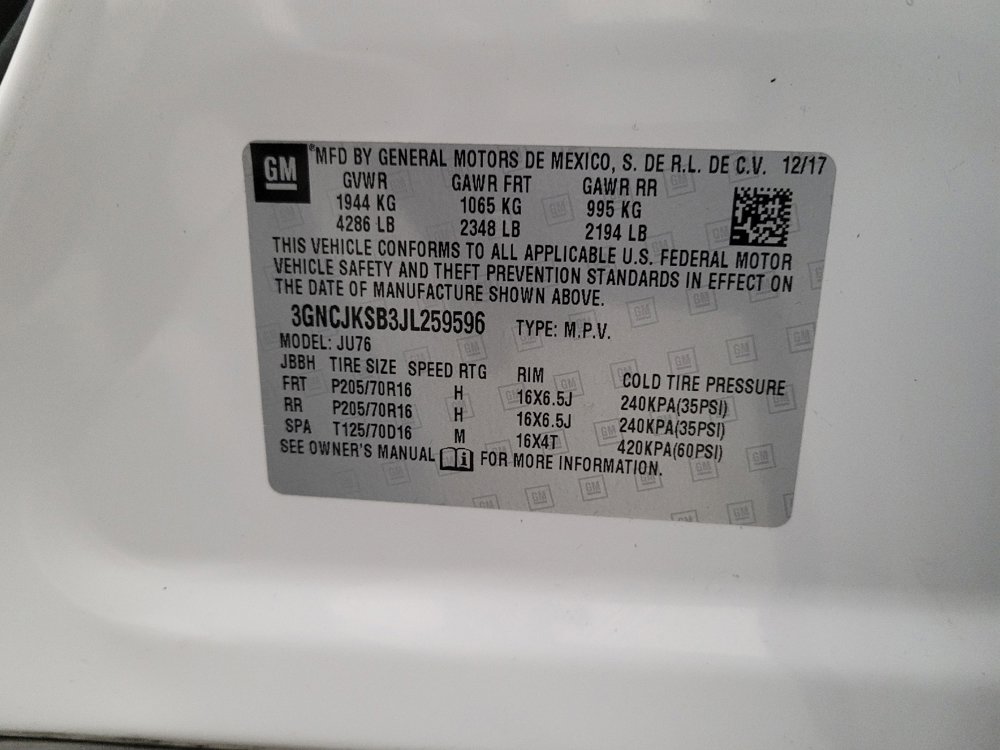 GM ®MFD BY GENERAL MOTORS DE MEXICO, S. DE R.L. DE C.V. 12/17
GVWR GAWR FRT GAWR RR
1944 KG 1065 KG 995 KG
4286 LB 2348 LB 2194 LB
THIS VEHICLE CONFORMS TO ALL APPLICABLE U.S. FEDERAL MOTOR
VEHICLE SAFETY AND THEFT PREVENTION STANDARDS IN EFFECT ON
THE DATE OF MANUFACTURE SHOWN ABOVE.
3GNCJKSB3JL259596 TYPE: M.P.V.
MODEL: JU76
JBBH TIRE SIZE SPEED RTG RIM COLD TIRE PRESSURE
FRT P205/70R16 H 16X6.5J 240KPA(35PSI)
RR P205/70R16 H 16X6.5J 240KPA(35PSI)
SPA T125/70D16 M 16X4T 420KPA(60PSI)
SEE OWNER'S MANUAL i FOR MORE INFORMATION.